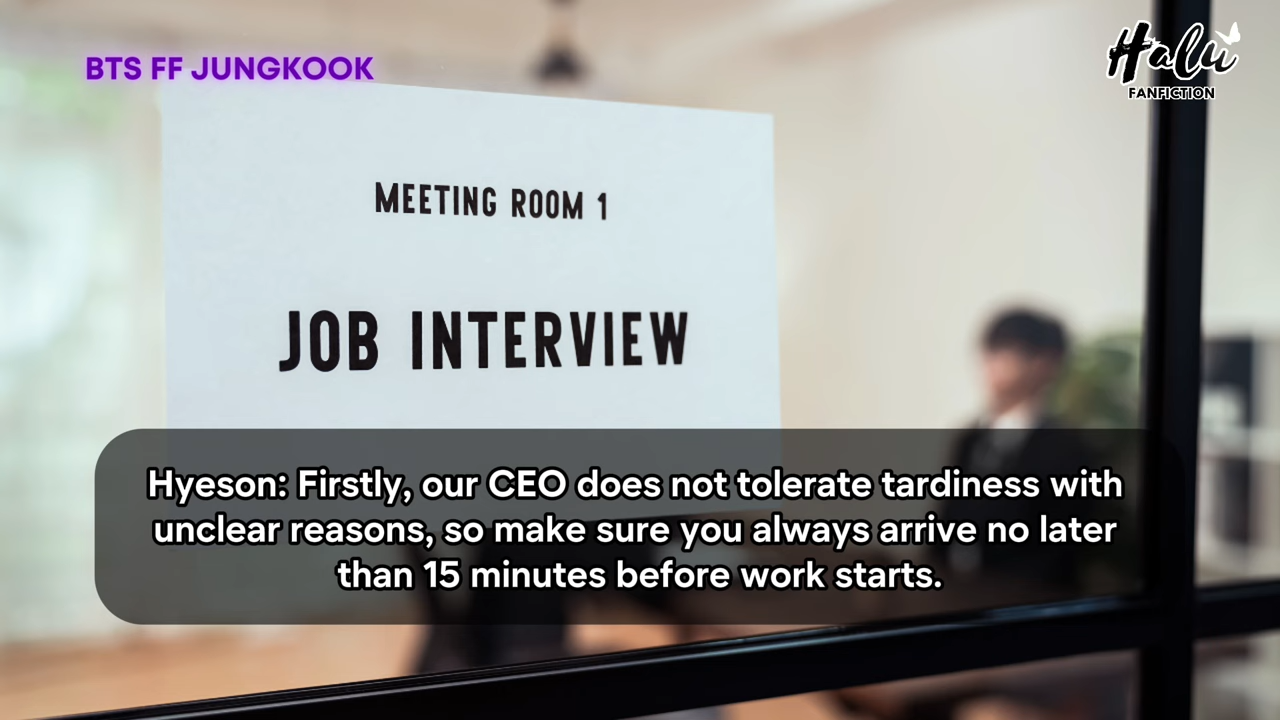 BTS FF JUNGKOOK
Halu
FANFICTION
MEETING ROOM 1
JOB INTERVIEW
Hyeson: Firstly, our CEO does not tolerate tardiness with
unclear reasons, so make sure you always arrive no later
than 15 minutes before work starts.